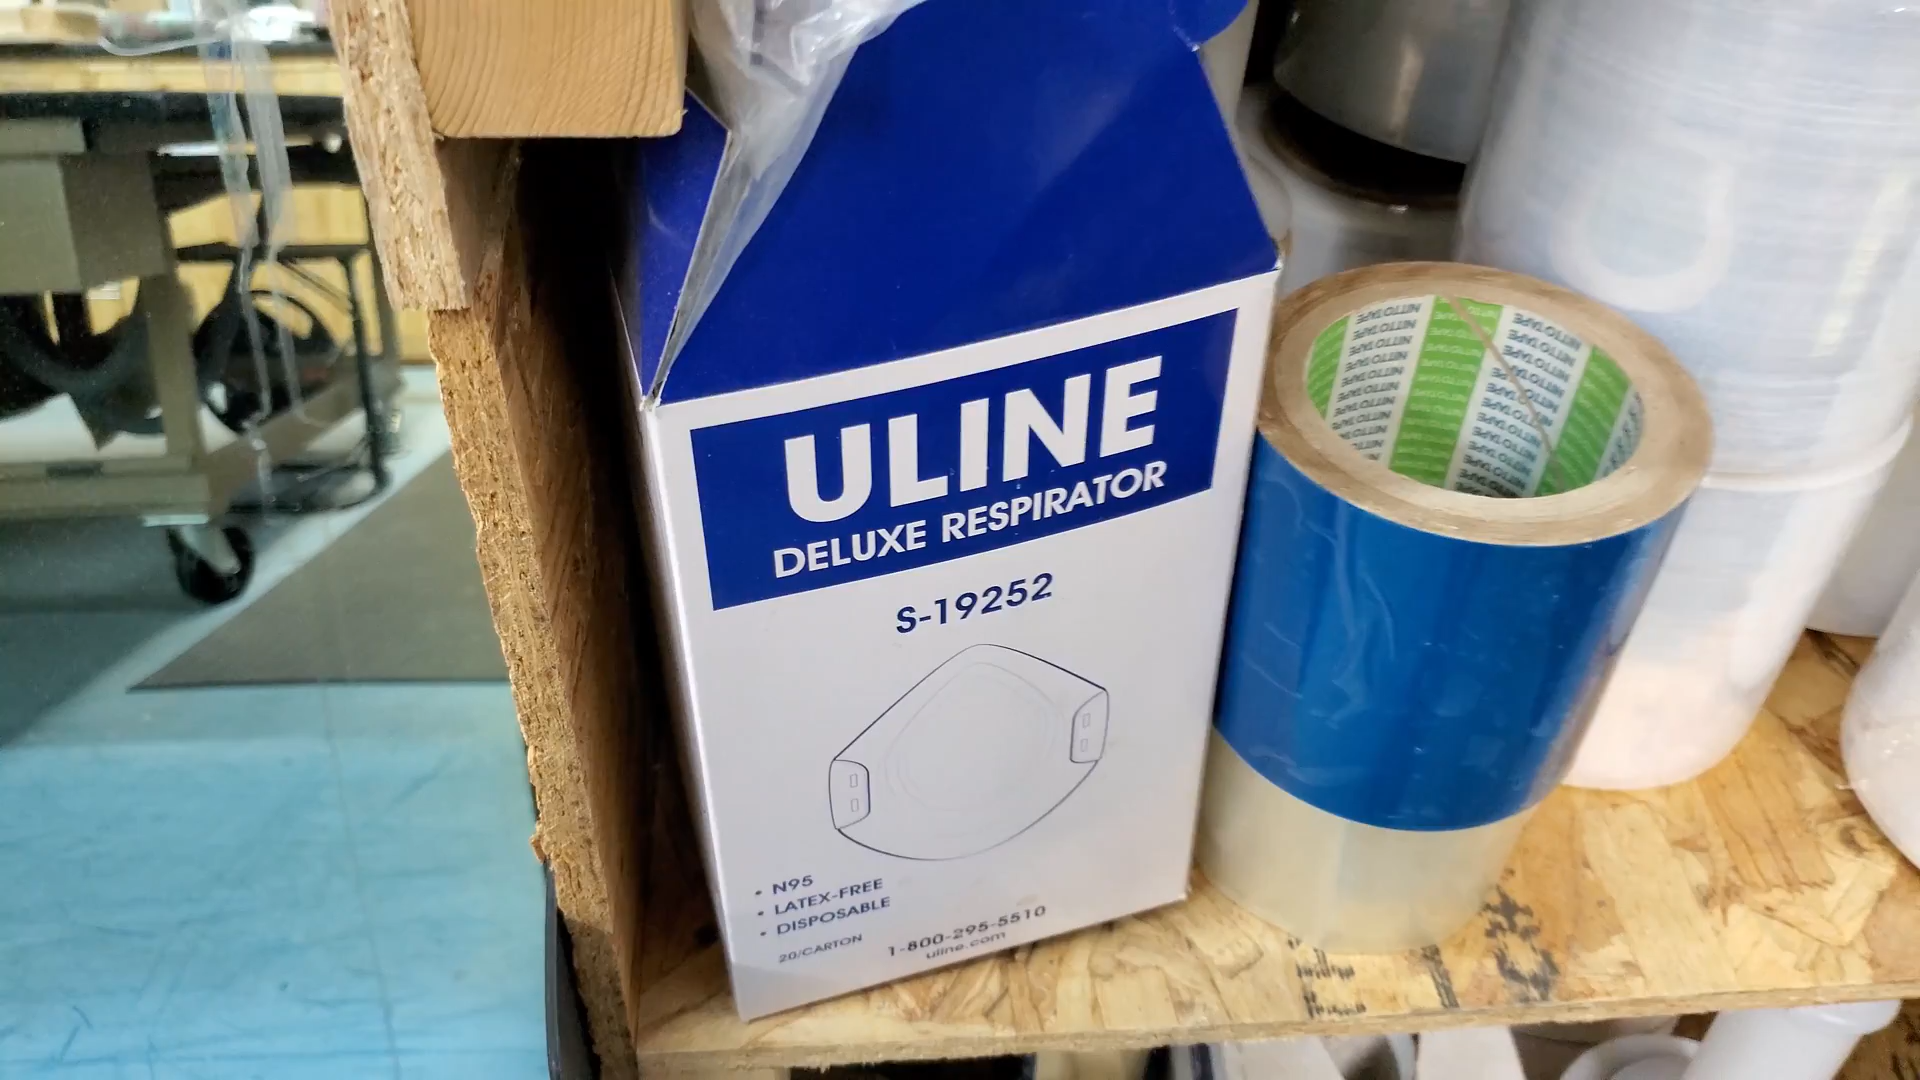 ULINE
DELUXE RESPIRATOR
S-19252
• N95
• LATEX-FREE
• DISPOSABLE
20/CARTON
1-800-295-5510
uline.com
NITTO TAPE